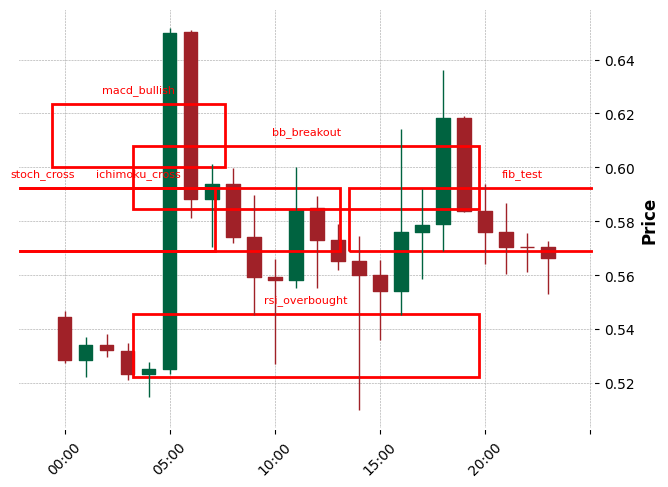 0.64
macd_bullish
0.62
bb_breakout
0.60
stoch_cross ichimoku_cross fib_test
0.58
Price
0.56
rsi_overbought
0.54
0.52
00:00 05:00 10:00 15:00 20:00